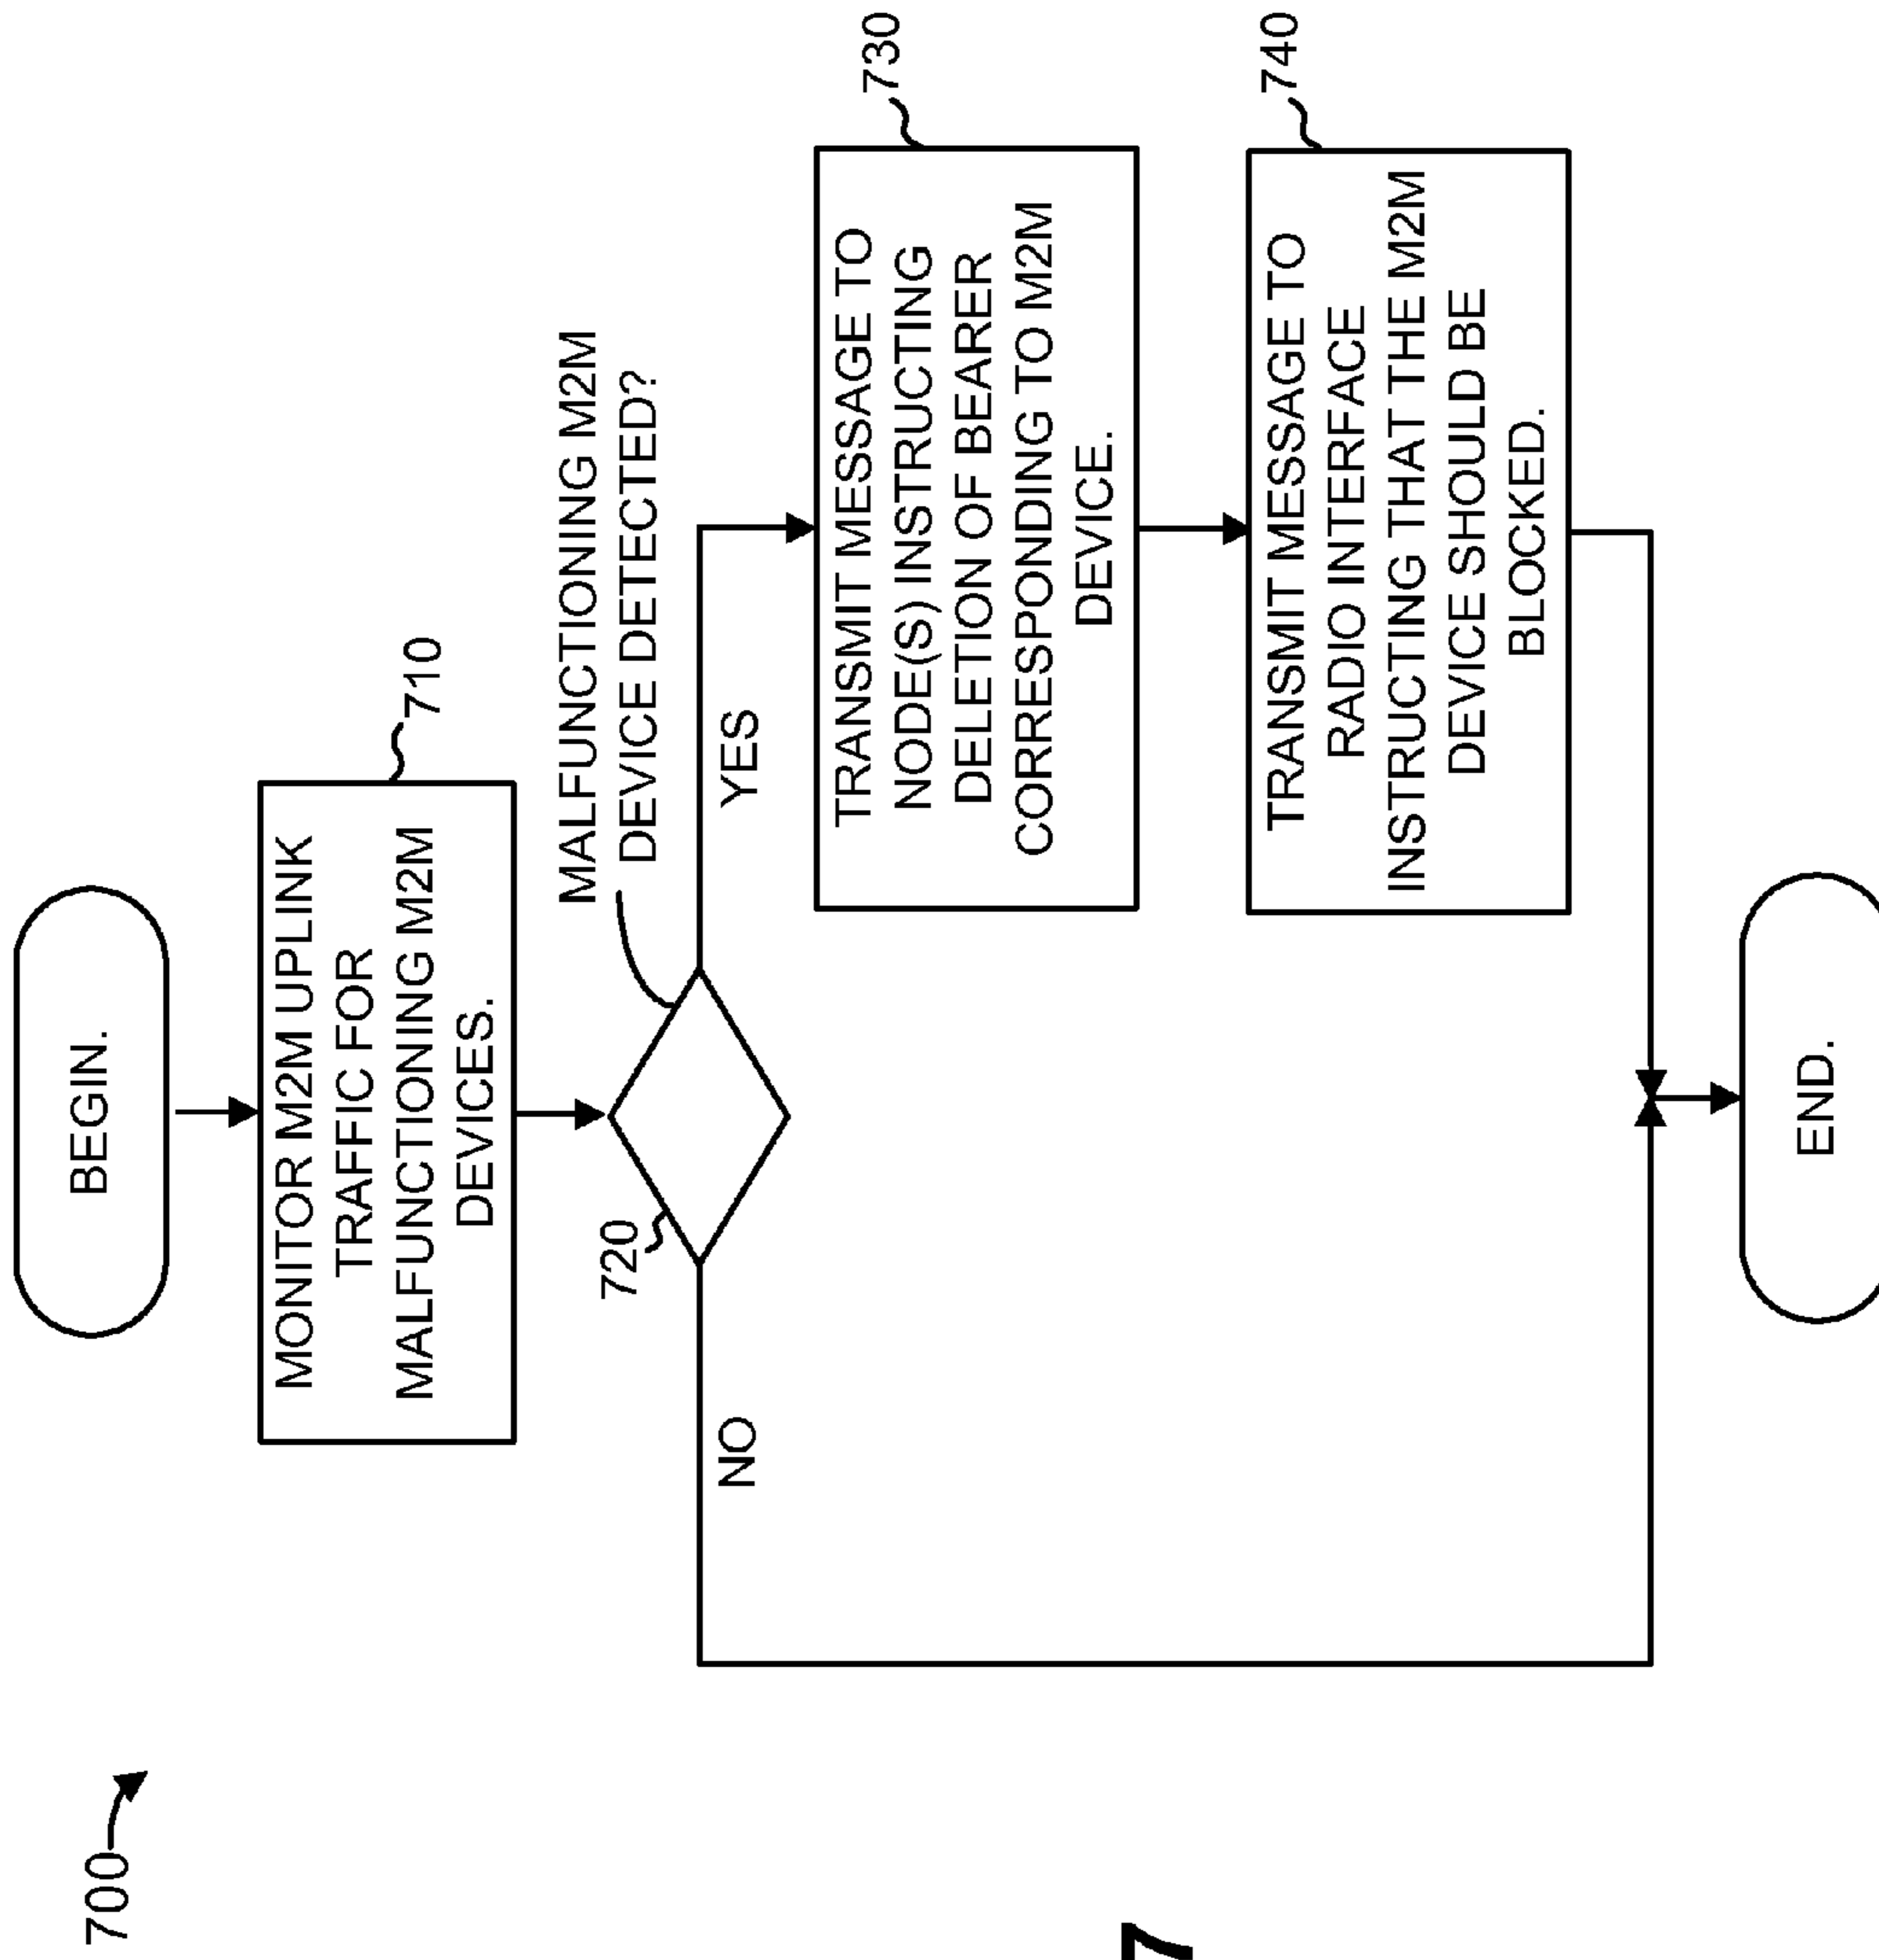 700
BEGIN.
MONITOR M2M UPLINK
TRAFFIC FOR
MALFUNCTIONING M2M
DEVICES.
710
720
MALFUNCTIONING M2M
DEVICE DETECTED?
NO
YES
TRANSMIT MESSAGE TO
NODE(S) INSTRUCTING
DELETION OF BEARER
CORRESPONDING TO M2M
DEVICE.
730
TRANSMIT MESSAGE TO
RADIO INTERFACE
INSTRUCTING THAT THE M2M
DEVICE SHOULD BE
BLOCKED.
740
END.
7